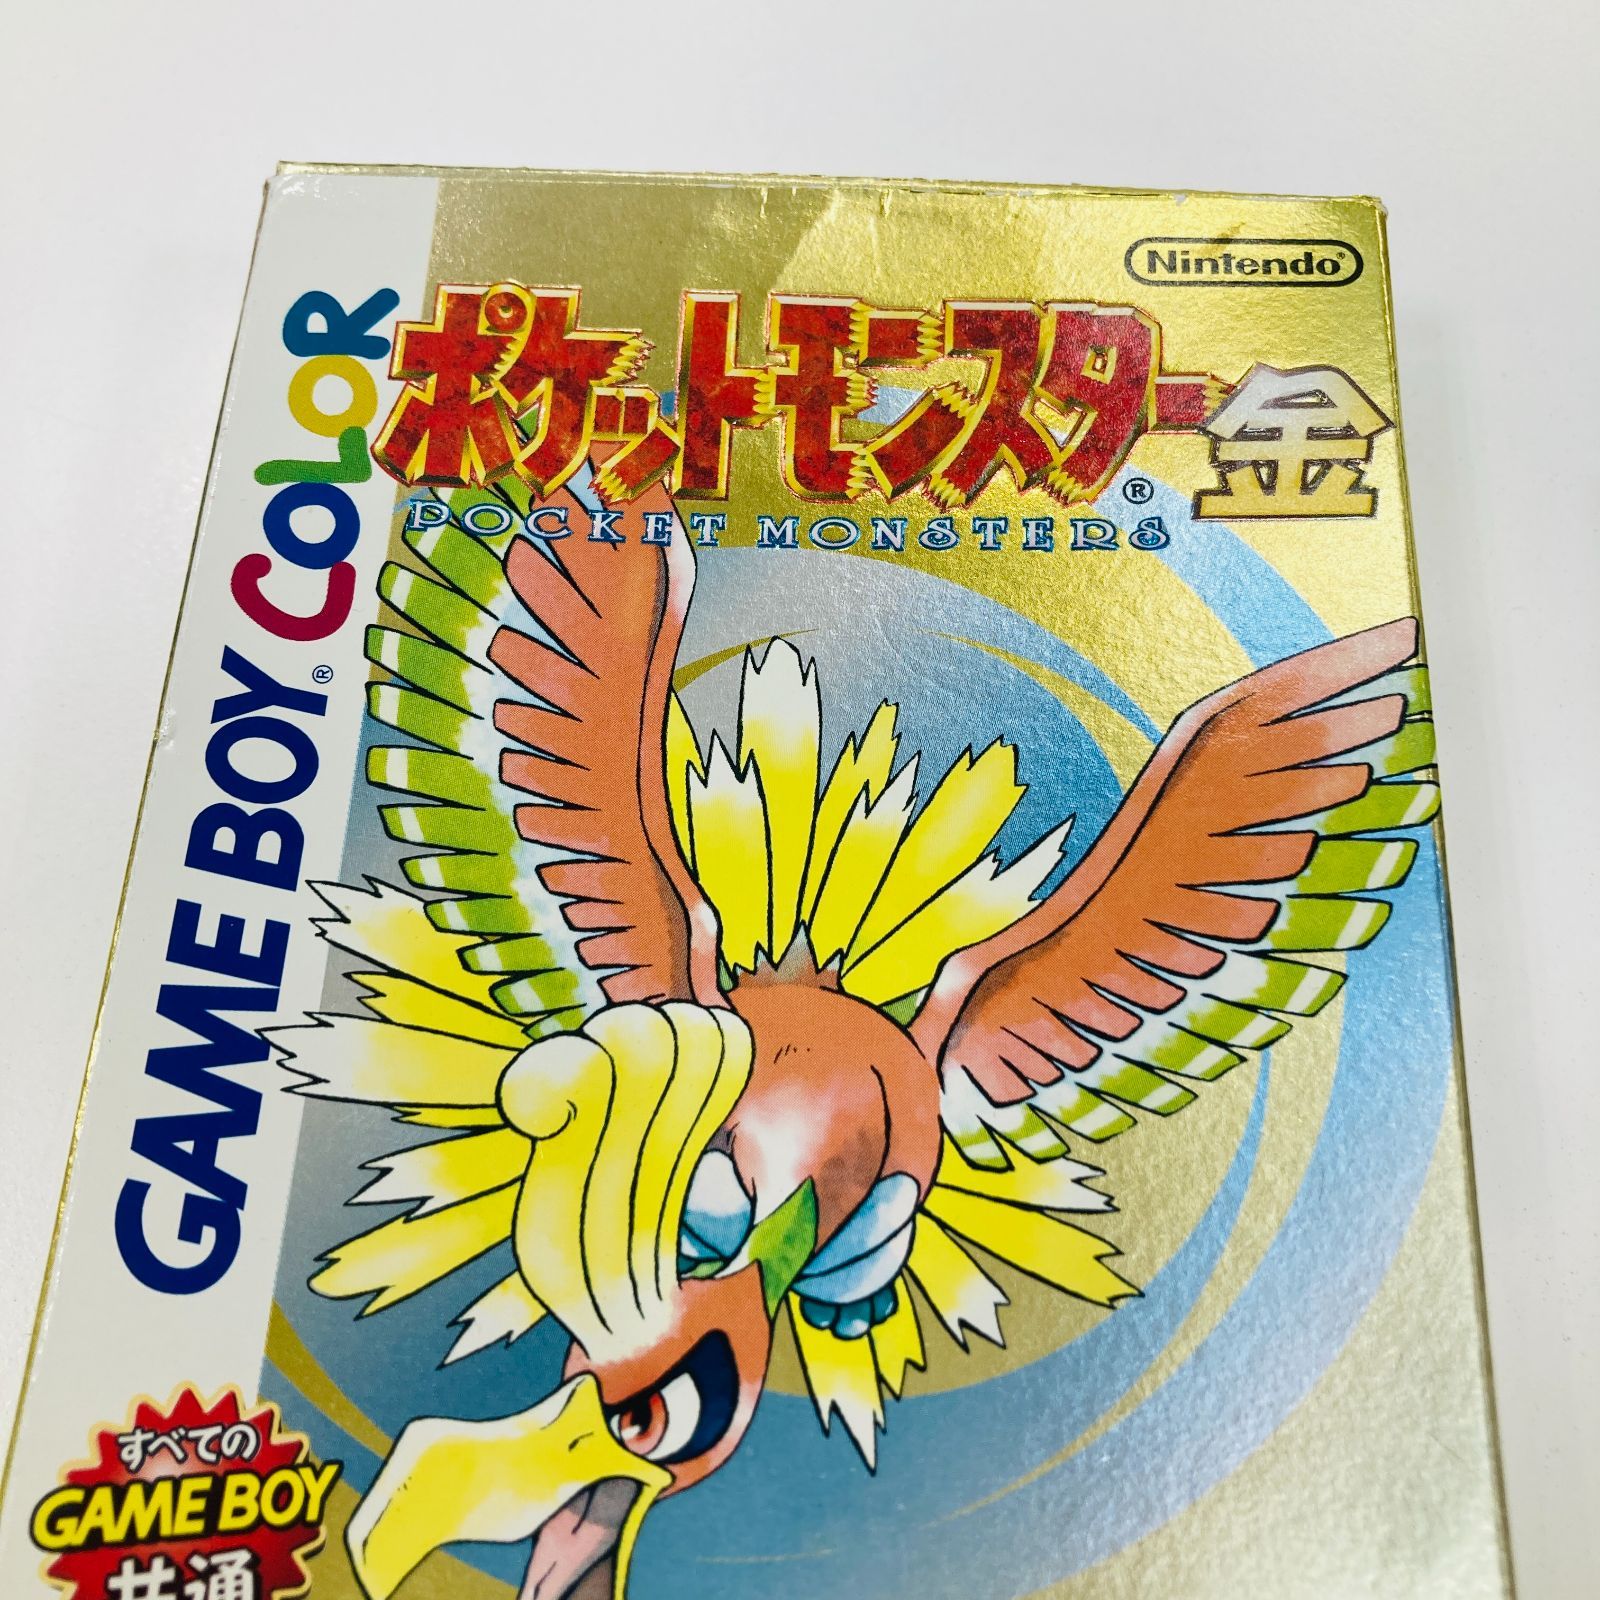 Nintendo®
ポケットモンスター金
®
POCKET MONSTERS
GAME BOY® COLOR
すべての
GAME BOY
共通